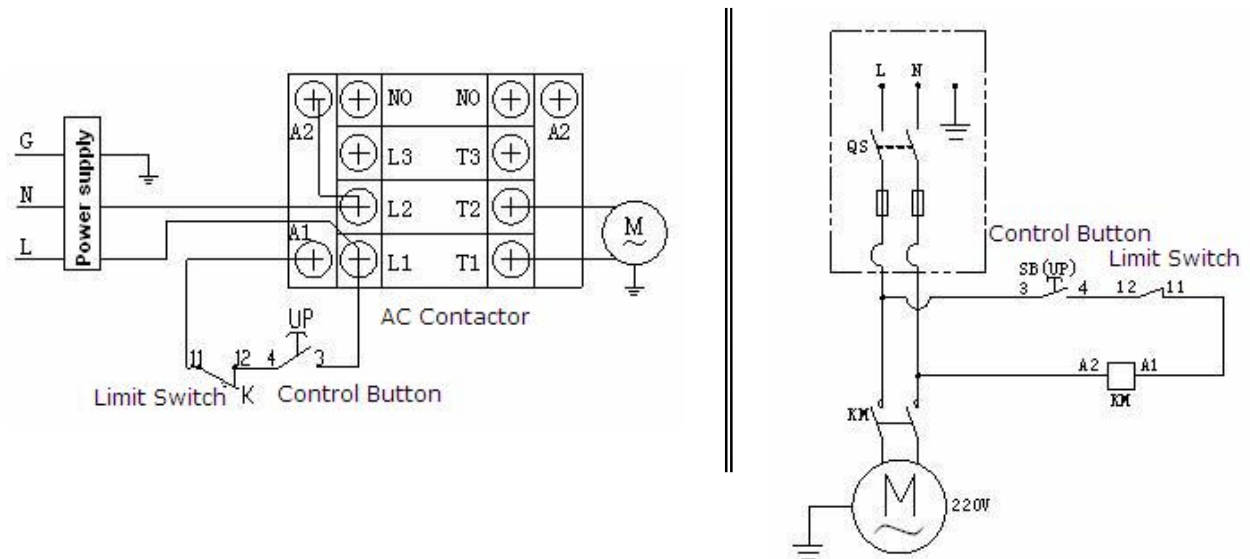 NO NO
A2 A2
G
L3 T3
Power supply
N
L2 T2
M
A1
L
L1 T1
UP
AC Contactor
11 12 4 3
Limit Switch K Control Button
L N
QS
Control Button
Limit Switch
SB(UP)
3 4 12 11
A2 A1
KM
KM
M
220V